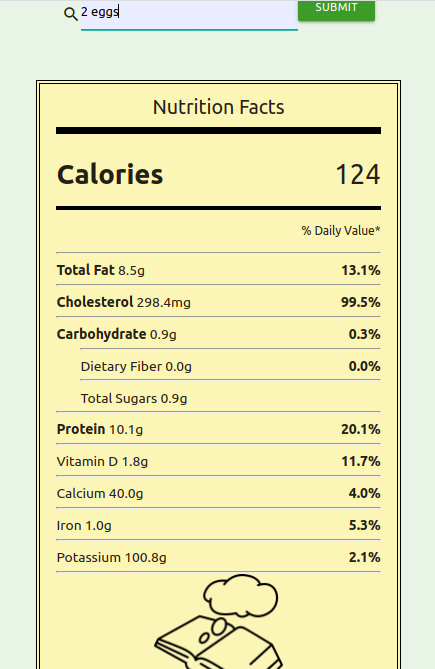 2 eggs SUBMIT
Nutrition Facts
Calories 124
% Daily Value*
Total Fat 8.5g 13.1%
Cholesterol 298.4mg 99.5%
Carbohydrate 0.9g 0.3%
Dietary Fiber 0.0g 0.0%
Total Sugars 0.9g
Protein 10.1g 20.1%
Vitamin D 1.8g 11.7%
Calcium 40.0g 4.0%
Iron 1.0g 5.3%
Potassium 100.8g 2.1%